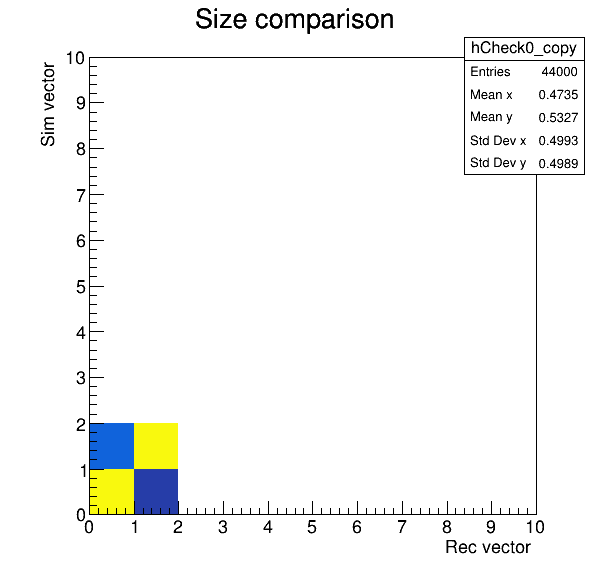 Size comparison
hCheck0_copy
Entries 44000
Mean x 0.4735
Mean y 0.5327
Std Dev x 0.4993
Std Dev y 0.4989
Sim vector
10
9
8
7
6
5
4
3
2
1
0
0 1 2 3 4 5 6 7 8 9 10
Rec vector